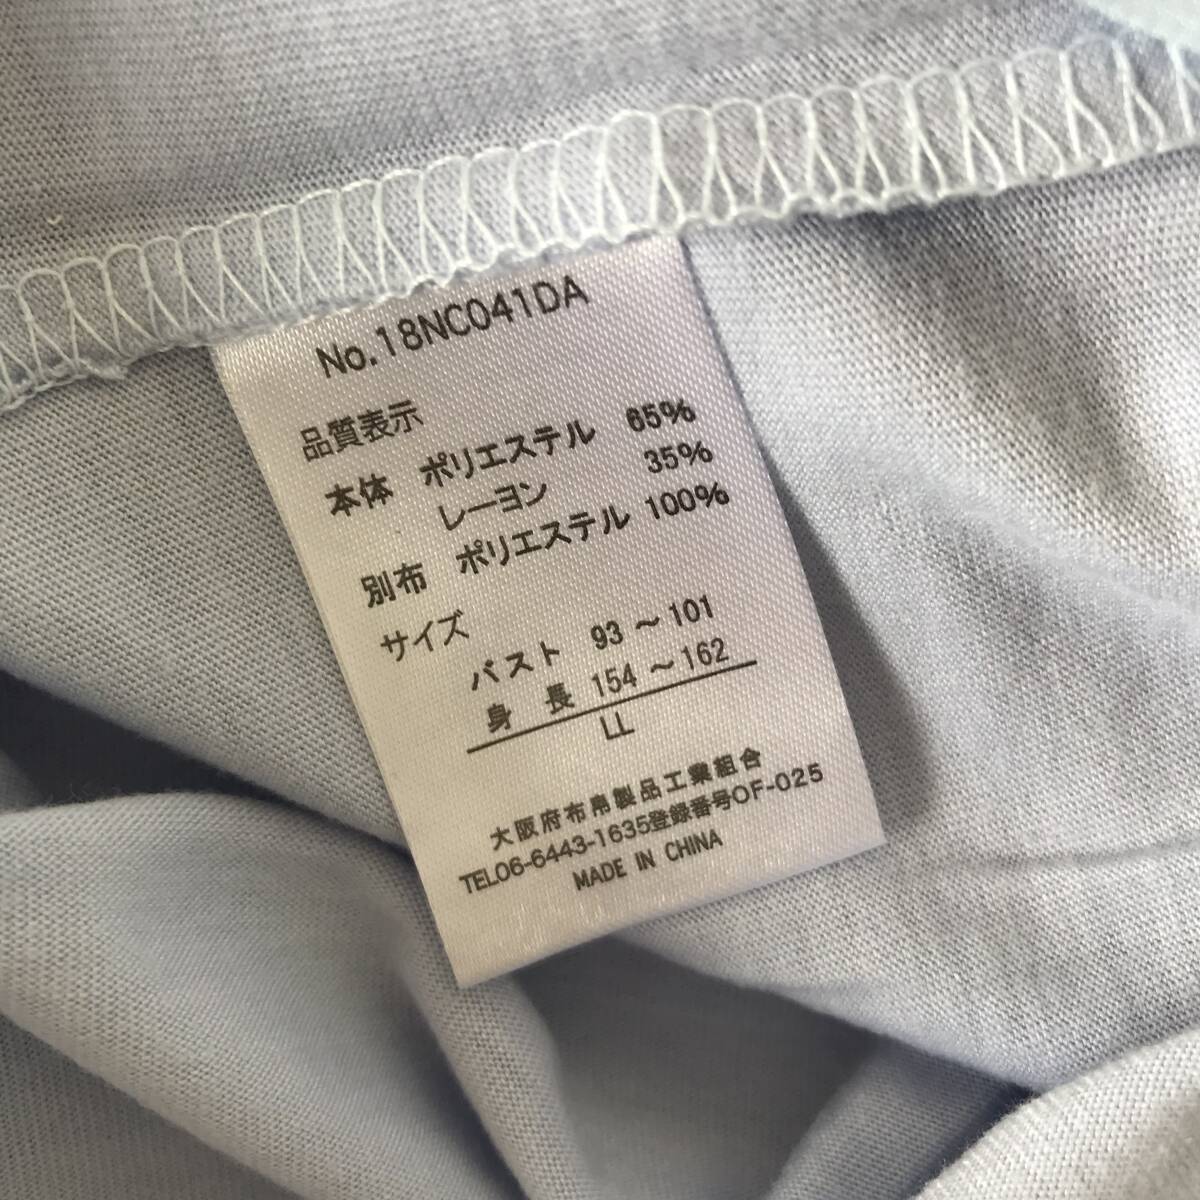 No.18NC041DA
品質表示
本体 ポリエステル 65%
レーヨン 35%
別布 ポリエステル 100%
サイズ
バスト 93 ～ 101
身 長 154 ～ 162
LL
大阪府布帛製品工業組合
TEL06-6443-1635登録番号OF-025
MADE IN CHINA